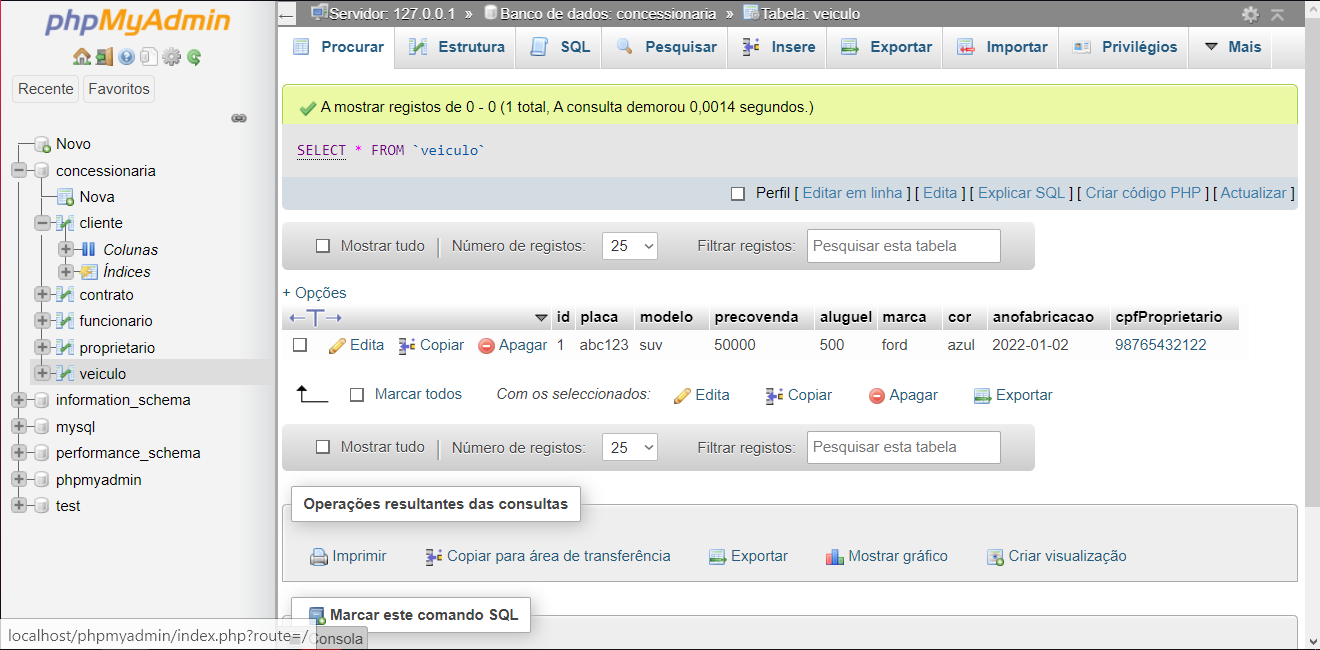 phpMyAdmin
Recente Favoritos
Novo
concessionaria
Nova
cliente
Colunas
Índices
contrato
funcionario
proprietario
veiculo
information_schema
mysql
performance_schema
phpmyadmin
test
localhost/phpmyadmin/index.php?route=/
← Servidor: 127.0.0.1 » Banco de dados: concessionaria » Tabela: veiculo
Procurar Estrutura SQL Pesquisar Insere Exportar Importar Privilégios Mais
A mostrar registos de 0 - 0 (1 total, A consulta demorou 0,0014 segundos.)
SELECT * FROM `veiculo`
Perfil [ Editar em linha ] [ Edita ] [ Explicar SQL ] [ Criar código PHP ] [ Actualizar ]
Mostrar tudo | Número de registos: 25 Filtrar registos: Pesquisar esta tabela
+ Opções
←T→ id placa modelo precovenda aluguel marca cor anofabricacao cpfProprietario
Edita Copiar Apagar 1 abc123 suv 50000 500 ford azul 2022-01-02 98765432122
Marcar todos Com os seleccionados: Edita Copiar Apagar Exportar
Mostrar tudo | Número de registos: 25 Filtrar registos: Pesquisar esta tabela
Operações resultantes das consultas
Imprimir Copiar para área de transferência Exportar Mostrar gráfico Criar visualização
Marcar este comando SQL
Consola